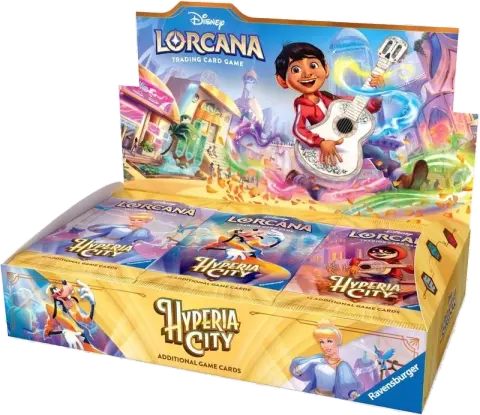 Disney
LORCANA
TRADING CARD GAME
HYPERIA
CITY
Disney
LORCANA
HYPERIA
CITY
LORCANA
HYPERIA
CITY
HYPERIA
CITY
ADDITIONAL GAME CARDS
Ravensburger